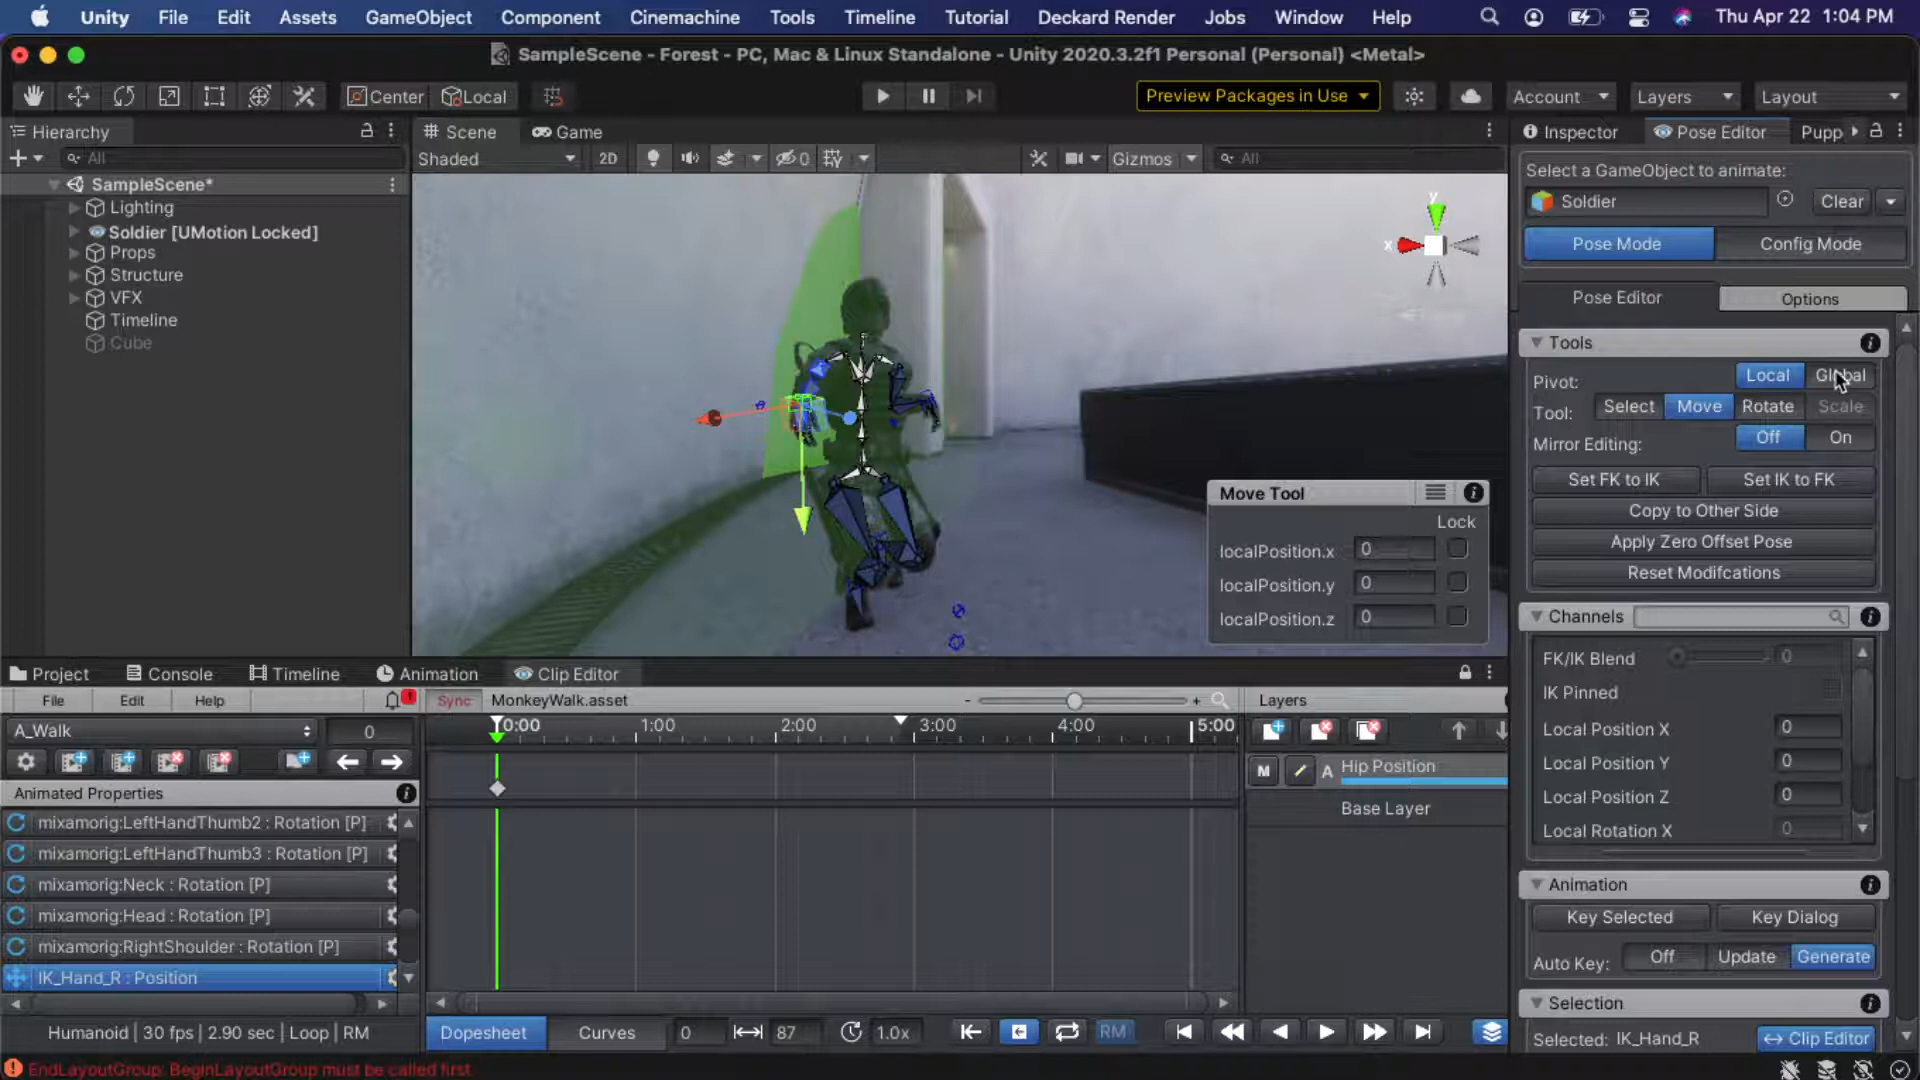 Unity File Edit Assets GameObject Component Cinemachine Tools Timeline Tutorial Deckard Render Jobs Window Help Thu Apr 22 1:04 PM
SampleScene - Forest - PC, Mac & Linux Standalone - Unity 2020.3.2f1 Personal (Personal) <Metal>
Center Local Preview Packages in Use Account Layers Layout
Hierarchy
All
SampleScene*
Lighting
Soldier [UMotion Locked]
Props
Structure
VFX
Timeline
Cube
Scene Game
Shaded 2D 0 Gizmos All
y
x
Move Tool
Lock
localPosition.x 0
localPosition.y 0
localPosition.z 0
Inspector Pose Editor Pupp
Select a GameObject to animate:
Soldier Clear
Pose Mode Config Mode
Pose Editor Options
Tools
Pivot: Local Global
Tool: Select Move Rotate Scale
Mirror Editing: Off On
Set FK to IK Set IK to FK
Copy to Other Side
Apply Zero Offset Pose
Reset Modifcations
Channels
FK/IK Blend 0
IK Pinned
Local Position X 0
Local Position Y 0
Local Position Z 0
Local Rotation X 0
Animation
Key Selected Key Dialog
Auto Key: Off Update Generate
Selection
Selected: IK_Hand_R Clip Editor
Project Console Timeline Animation Clip Editor
File Edit Help Sync MonkeyWalk.asset - + Layers
A_Walk 0 0:00 1:00 2:00 3:00 4:00 5:00
M A Hip Position
Base Layer
Animated Properties
mixamorig:LeftHandThumb2 : Rotation [P]
mixamorig:LeftHandThumb3 : Rotation [P]
mixamorig:Neck : Rotation [P]
mixamorig:Head : Rotation [P]
mixamorig:RightShoulder : Rotation [P]
IK_Hand_R : Position
Humanoid | 30 fps | 2.90 sec | Loop | RM
Dopesheet Curves 0 87 1.0x RM
EndLayoutGroup: BeginLayoutGroup must be called first